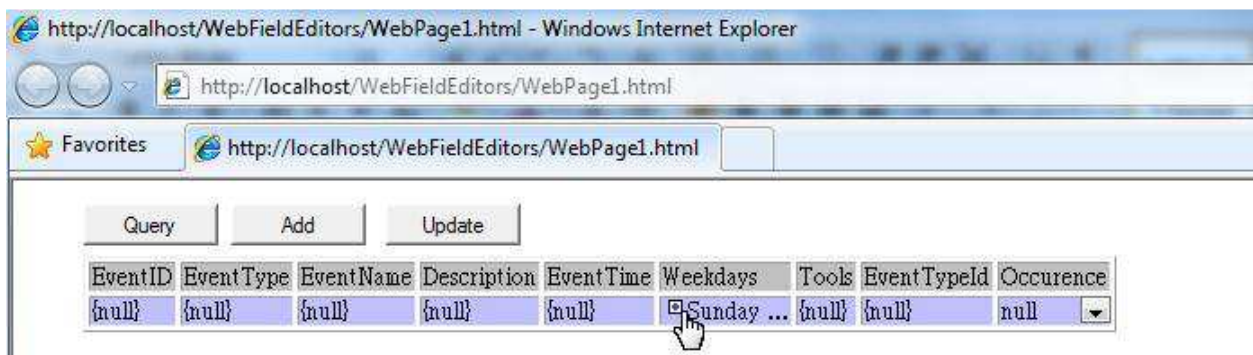 http://localhost/WebFieldEditors/WebPage1.html - Windows Internet Explorer
http://localhost/WebFieldEditors/WebPage1.html
Favorites http://localhost/WebFieldEditors/WebPage1.html
Query Add Update
EventID EventType EventName Description EventTime Weekdays Tools EventTypeId Occurence
{null} {null} {null} {null} {null} Sunday ... {null} {null} null